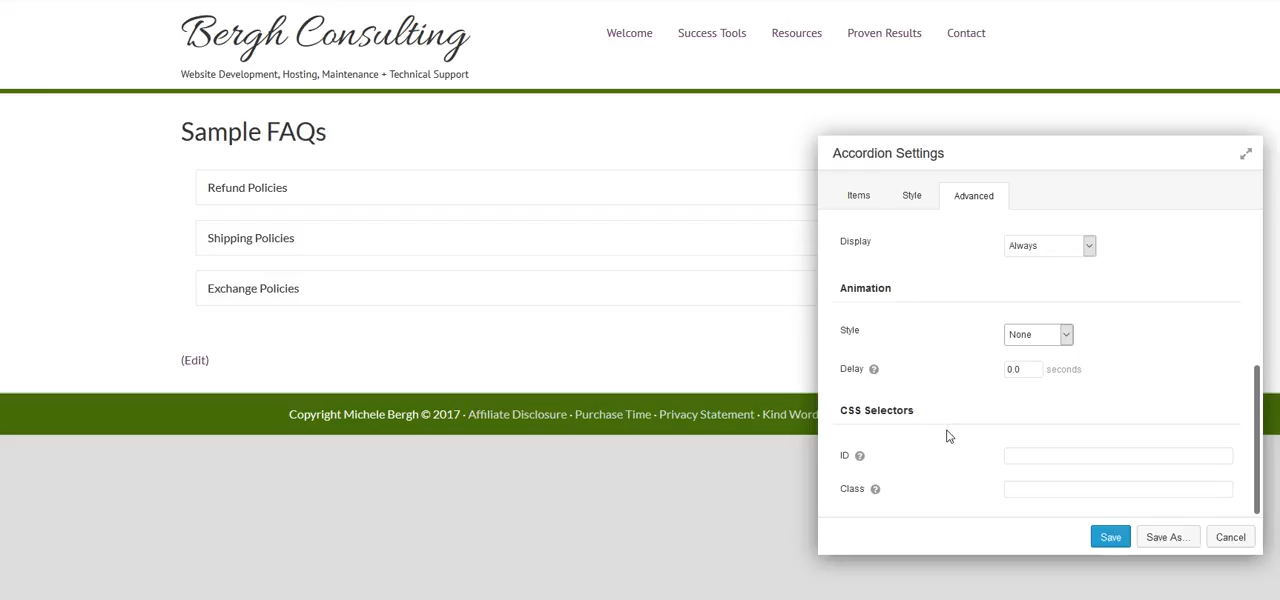 Bergh Consulting
Website Development, Hosting, Maintenance + Technical Support
Welcome Success Tools Resources Proven Results Contact
Sample FAQs
Refund Policies
Shipping Policies
Exchange Policies
(Edit)
Copyright Michele Bergh © 2017 · Affiliate Disclosure · Purchase Time · Privacy Statement · Kind Word
Accordion Settings
Items Style Advanced
Display Always
Animation
Style None
Delay ? 0.0 seconds
CSS Selectors
ID ?
Class ?
Save Save As... Cancel